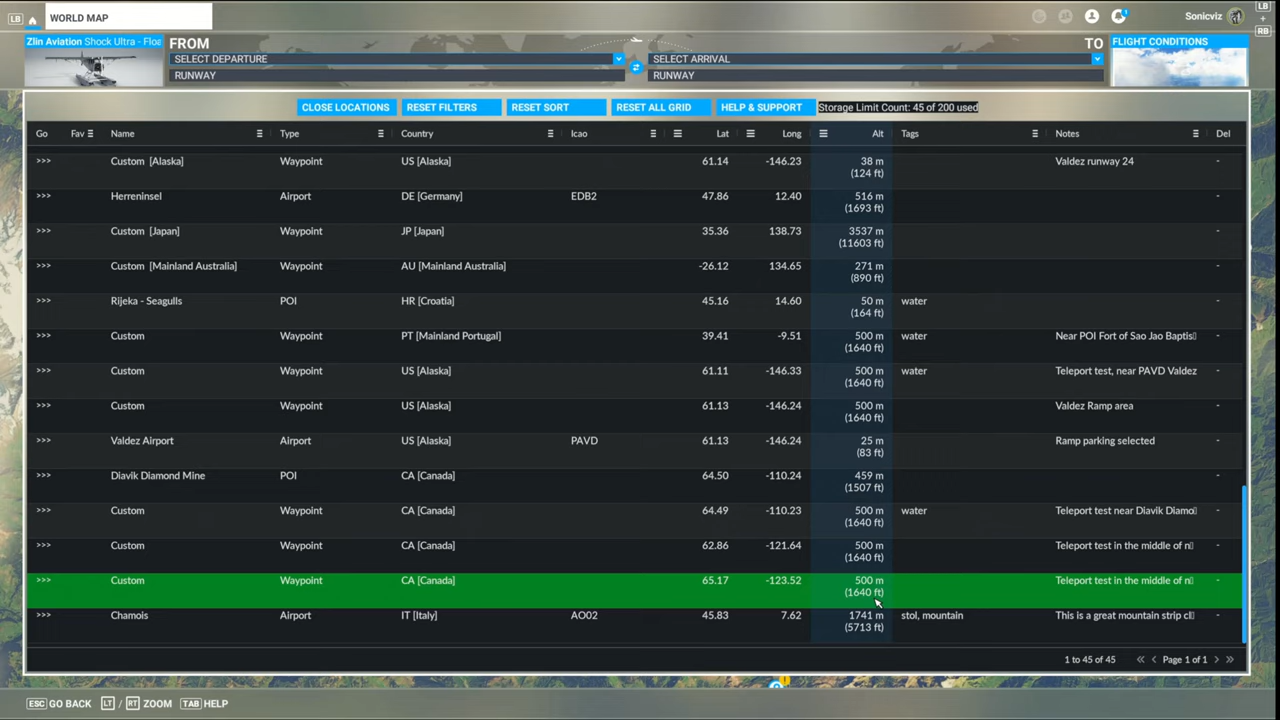 LB WORLD MAP 1 Sonicviz LB
+
RB
Zlin Aviation Shock Ultra - Floa
FROM
SELECT DEPARTURE
RUNWAY
TO
SELECT ARRIVAL
RUNWAY
FLIGHT CONDITIONS
CLOSE LOCATIONS RESET FILTERS RESET SORT RESET ALL GRID HELP & SUPPORT Storage Limit Count: 45 of 200 used
Go Fav Name Type Country Icao Lat Long Alt Tags Notes Del
>>> Custom [Alaska] Waypoint US [Alaska] 61.14 -146.23 38 m Valdez runway 24 -
(124 ft)
>>> Herreninsel Airport DE [Germany] EDB2 47.86 12.40 516 m -
(1693 ft)
>>> Custom [Japan] Waypoint JP [Japan] 35.36 138.73 3537 m -
(11603 ft)
>>> Custom [Mainland Australia] Waypoint AU [Mainland Australia] -26.12 134.65 271 m -
(890 ft)
>>> Rijeka - Seagulls POI HR [Croatia] 45.16 14.60 50 m water -
(164 ft)
>>> Custom Waypoint PT [Mainland Portugal] 39.41 -9.51 500 m water Near POI Fort of Sao Jao Baptis -
(1640 ft)
>>> Custom Waypoint US [Alaska] 61.11 -146.33 500 m water Teleport test, near PAVD Valdez -
(1640 ft)
>>> Custom Waypoint US [Alaska] 61.13 -146.24 500 m Valdez Ramp area -
(1640 ft)
>>> Valdez Airport Airport US [Alaska] PAVD 61.13 -146.24 25 m Ramp parking selected -
(83 ft)
>>> Diavik Diamond Mine POI CA [Canada] 64.50 -110.24 459 m -
(1507 ft)
>>> Custom Waypoint CA [Canada] 64.49 -110.23 500 m water Teleport test near Diavik Diamo -
(1640 ft)
>>> Custom Waypoint CA [Canada] 62.86 -121.64 500 m Teleport test in the middle of n -
(1640 ft)
>>> Custom Waypoint CA [Canada] 65.17 -123.52 500 m Teleport test in the middle of n -
(1640 ft)
>>> Chamois Airport IT [Italy] AO02 45.83 7.62 1741 m stol, mountain This is a great mountain strip cl -
(5713 ft)
1 to 45 of 45 Page 1 of 1
ESC GO BACK LT / RT ZOOM TAB HELP